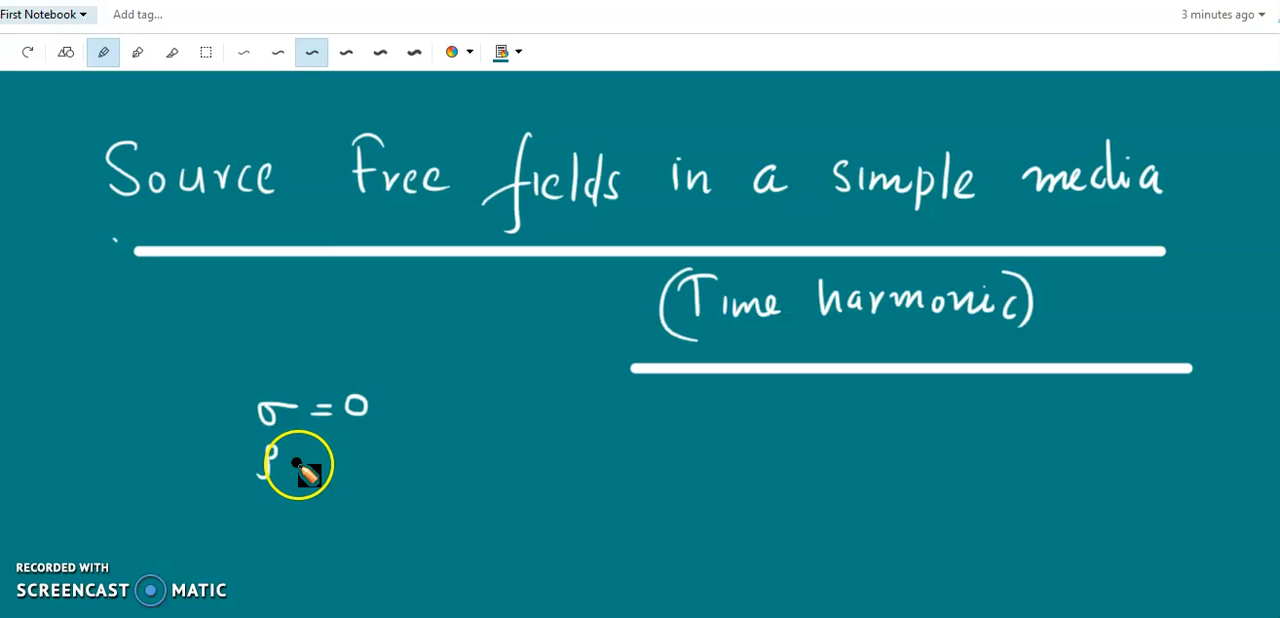 First Notebook Add tag... 3 minutes ago
Source Free fields in a simple media
(Time harmonic)
σ = 0
ρ
RECORDED WITH
SCREENCAST MATIC